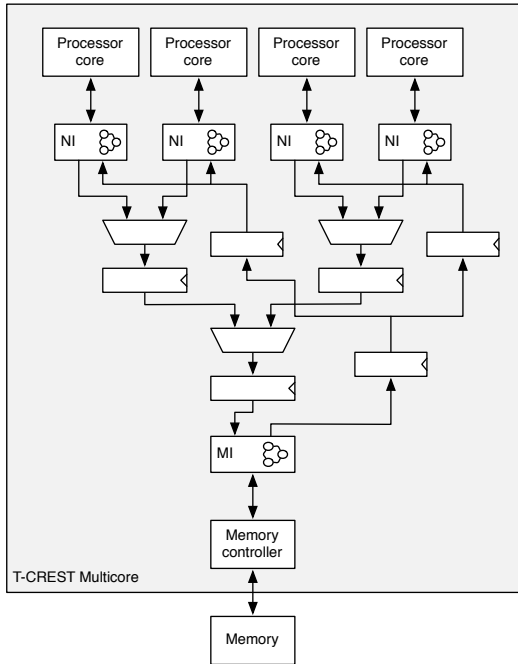 Processor
core
Processor
core
Processor
core
Processor
core
NI
NI
NI
NI
MI
Memory
controller
T-CREST Multicore
Memory